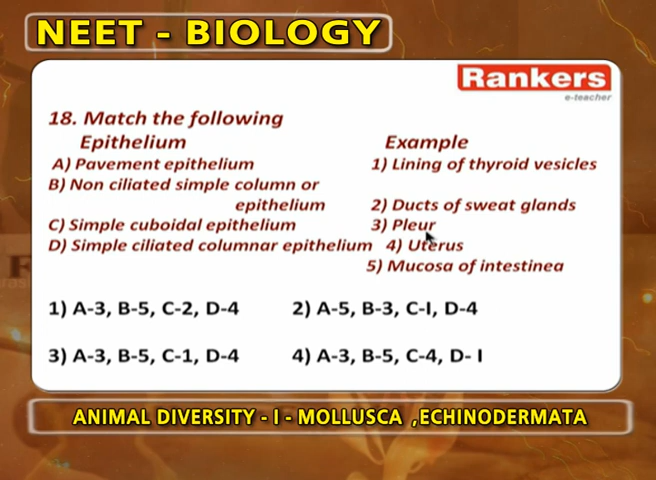 NEET - BIOLOGY
Rankers
e-teacher
18. Match the following
Epithelium Example
A) Pavement epithelium 1) Lining of thyroid vesicles
B) Non ciliated simple column or
epithelium 2) Ducts of sweat glands
C) Simple cuboidal epithelium 3) Pleur
D) Simple ciliated columnar epithelium 4) Uterus
5) Mucosa of intestinea
1) A-3, B-5, C-2, D-4 2) A-5, B-3, C-I, D-4
3) A-3, B-5, C-1, D-4 4) A-3, B-5, C-4, D- I
ANIMAL DIVERSITY - I - MOLLUSCA ,ECHINODERMATA